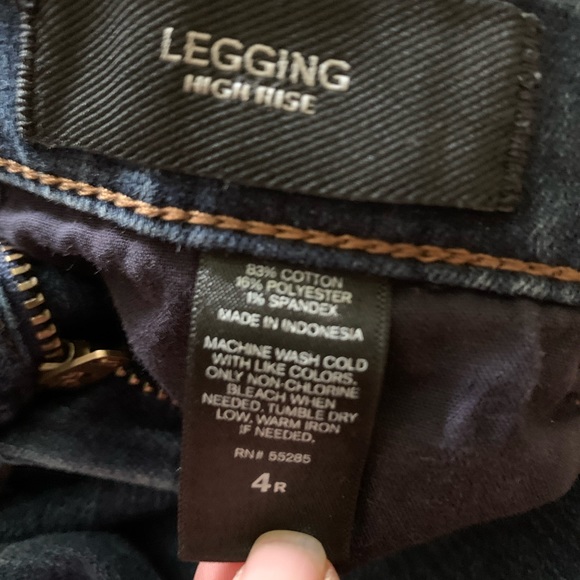 LEGGING
HIGH RISE
83% COTTON
16% POLYESTER
1% SPANDEX
MADE IN INDONESIA
MACHINE WASH COLD
WITH LIKE COLORS.
ONLY NON-CHLORINE
BLEACH WHEN
NEEDED. TUMBLE DRY
LOW, WARM IRON
IF NEEDED.
RN# 55285
4R